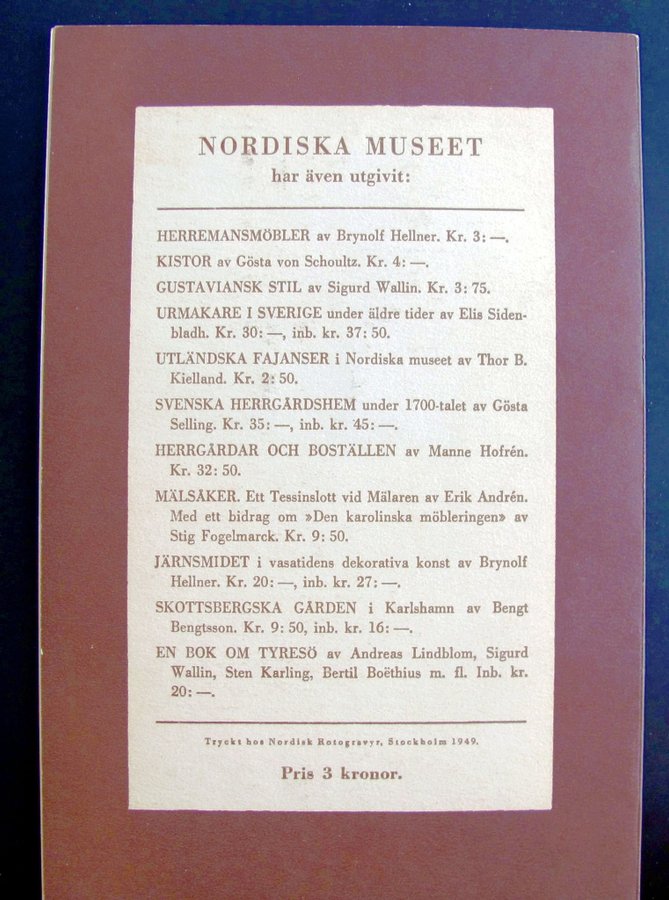 NORDISKA MUSEET
har även utgivit:
HERREMANSMÖBLER av Brynolf Hellner. Kr. 3: —.
KISTOR av Gösta von Schoultz. Kr. 4: —.
GUSTAVIANSK STIL av Sigurd Wallin. Kr. 3: 75.
URMAKARE I SVERIGE under äldre tider av Elis Siden-
bladh. Kr. 30: —, inb. kr. 37: 50.
UTLÄNDSKA FAJANSER i Nordiska museet av Thor B.
Kielland. Kr. 2: 50.
SVENSKA HERRGÅRDSHEM under 1700-talet av Gösta
Selling. Kr. 35: —, inb. kr. 45: —.
HERRGÅRDAR OCH BOSTÄLLEN av Manne Hofrén.
Kr. 32: 50.
MÄLSÅKER. Ett Tessinslott vid Mälaren av Erik Andrén.
Med ett bidrag om »Den karolinska möbleringen» av
Stig Fogelmarck. Kr. 9: 50.
JÄRNSMIDET i vasatidens dekorativa konst av Brynolf
Hellner. Kr. 20: —, inb. kr. 27: —.
SKOTTSBERGSKA GÅRDEN i Karlshamn av Bengt
Bengtsson. Kr. 9: 50, inb. kr. 16: —.
EN BOK OM TYRESÖ av Andreas Lindblom, Sigurd
Wallin, Sten Karling, Bertil Boëthius m. fl. Inb. kr.
20: —.
Tryckt hos Nordisk Rotogravyr, Stockholm 1949.
Pris 3 kronor.